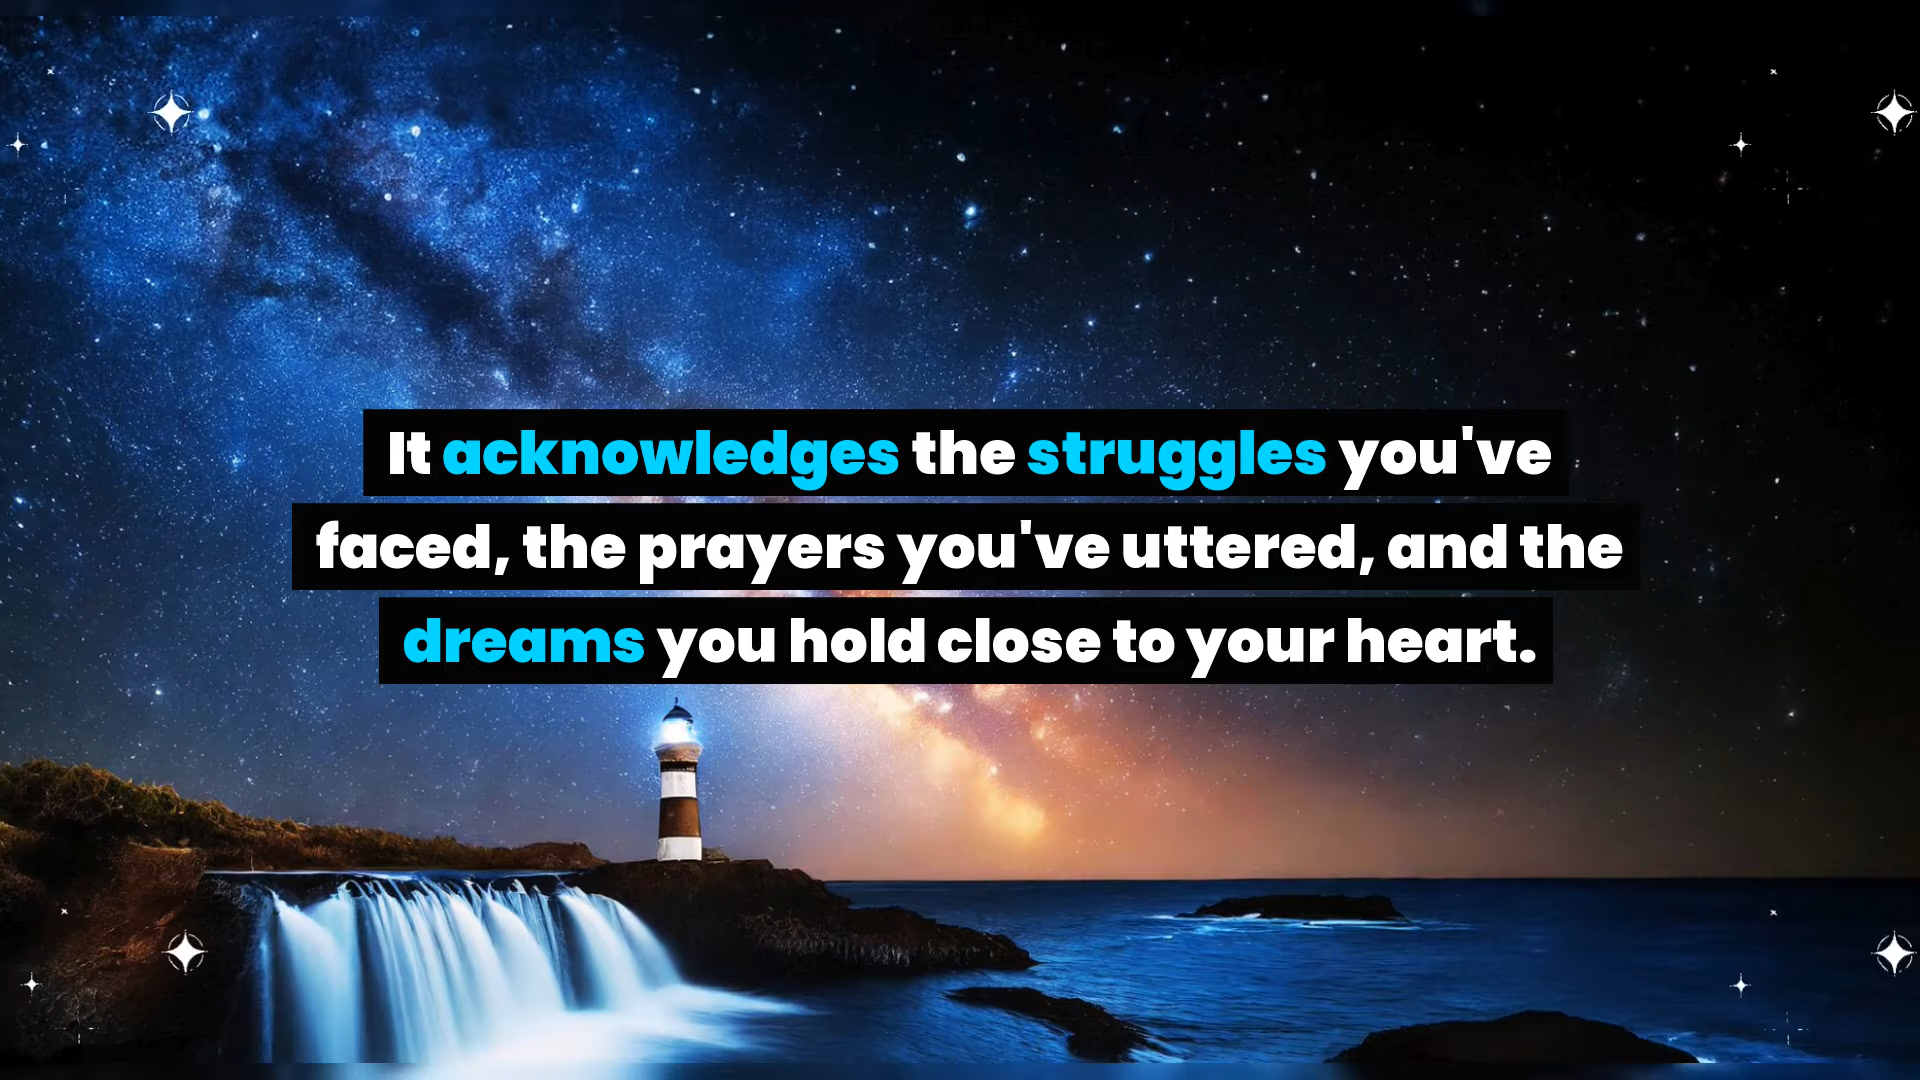 It acknowledges the struggles you've
faced, the prayers you've uttered, and the
dreams you hold close to your heart.